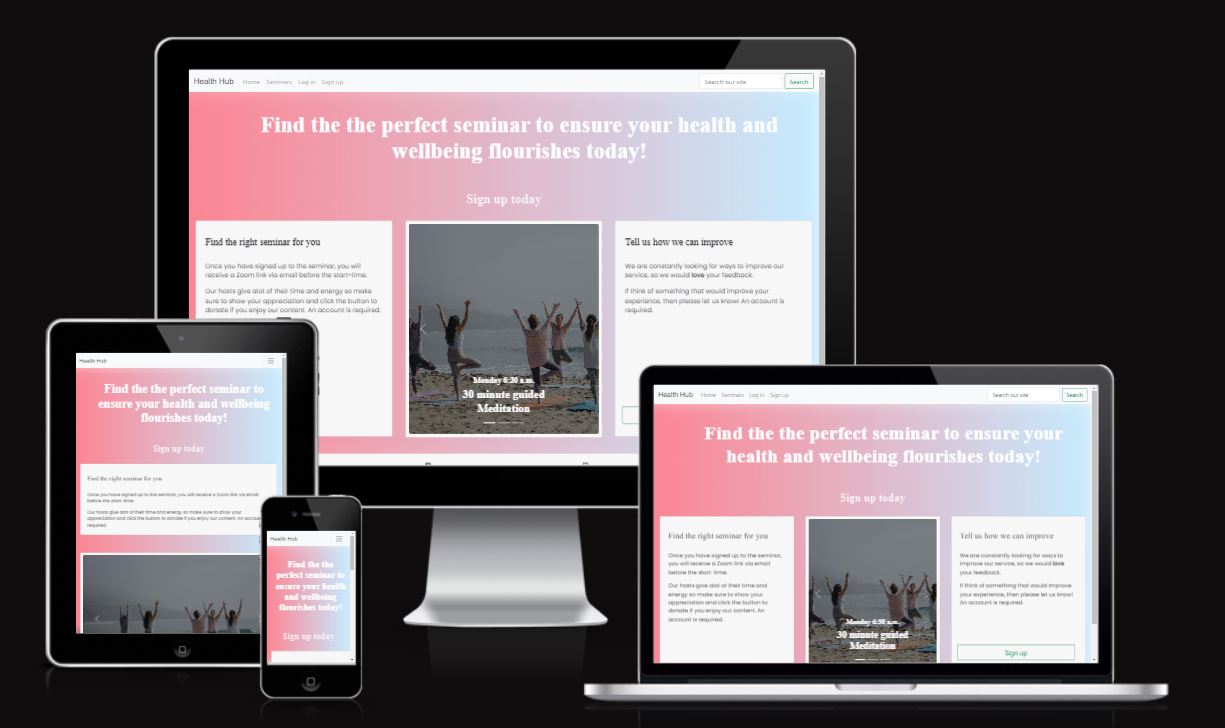 Health Hub Home Seminars Log in Sign up Search our site Search
Find the the perfect seminar to ensure your health and
wellbeing flourishes today!
Sign up today
Find the right seminar for you
Once you have signed up to the seminar, you will
receive a Zoom link via email before the start-time.
Our hosts give alot of their time and energy so make
sure to show your appreciation and click the button to
donate if you enjoy our content. An account is required.
Monday 6:30 a.m.
30 minute guided
Meditation
Tell us how we can improve
We are constantly looking for ways to improve our
service, so we would love your feedback.
If think of something that would improve your
experience, then please let us know! An account is
required.
Health Hub
Find the the perfect seminar to
ensure your health and wellbeing
flourishes today!
Sign up today
Find the right seminar for you
Once you have signed up to the seminar, you will receive a Zoom link via email
before the start-time.
Our hosts give alot of their time and energy so make sure to show your
appreciation and click the button to donate if you enjoy our content. An
required.
Health Hub
Find the the
perfect seminar to
ensure your health
and wellbeing
flourishes today!
Sign up today
Health Hub Home Seminars Log in Sign up Search our site Search
Find the the perfect seminar to ensure your
health and wellbeing flourishes today!
Sign up today
Find the right seminar for you
Once you have signed up to the seminar,
you will receive a Zoom link via email
before the start-time.
Our hosts give alot of their time and
energy so make sure to show your
appreciation and click the button to
donate if you enjoy our content. An
account is required.
Monday 6:30 a.m.
30 minute guided
Meditation
Tell us how we can improve
We are constantly looking for ways to
improve our service, so we would love
your feedback.
If think of something that would improve
your experience, then please let us know!
An account is required.
Sign up